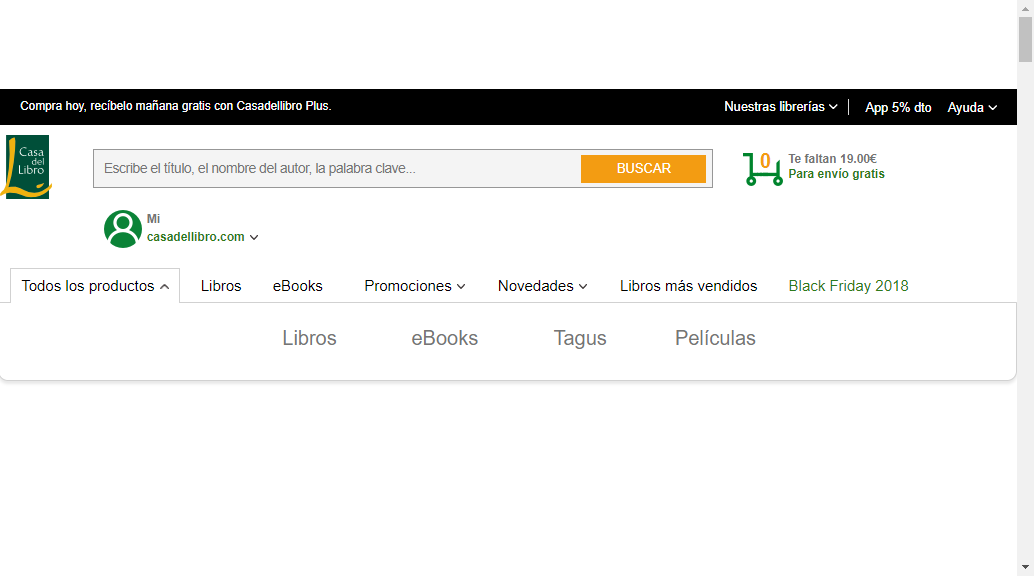 Compra hoy, recíbelo mañana gratis con Casadellibro Plus.
Nuestras librerías
App 5% dto
Ayuda
Casa
del
Libro
Escribe el título, el nombre del autor, la palabra clave...
BUSCAR
0
Te faltan 19.00€
Para envío gratis
Mi
casadellibro.com
Todos los productos
Libros
eBooks
Promociones
Novedades
Libros más vendidos
Black Friday 2018
Libros
eBooks
Tagus
Películas